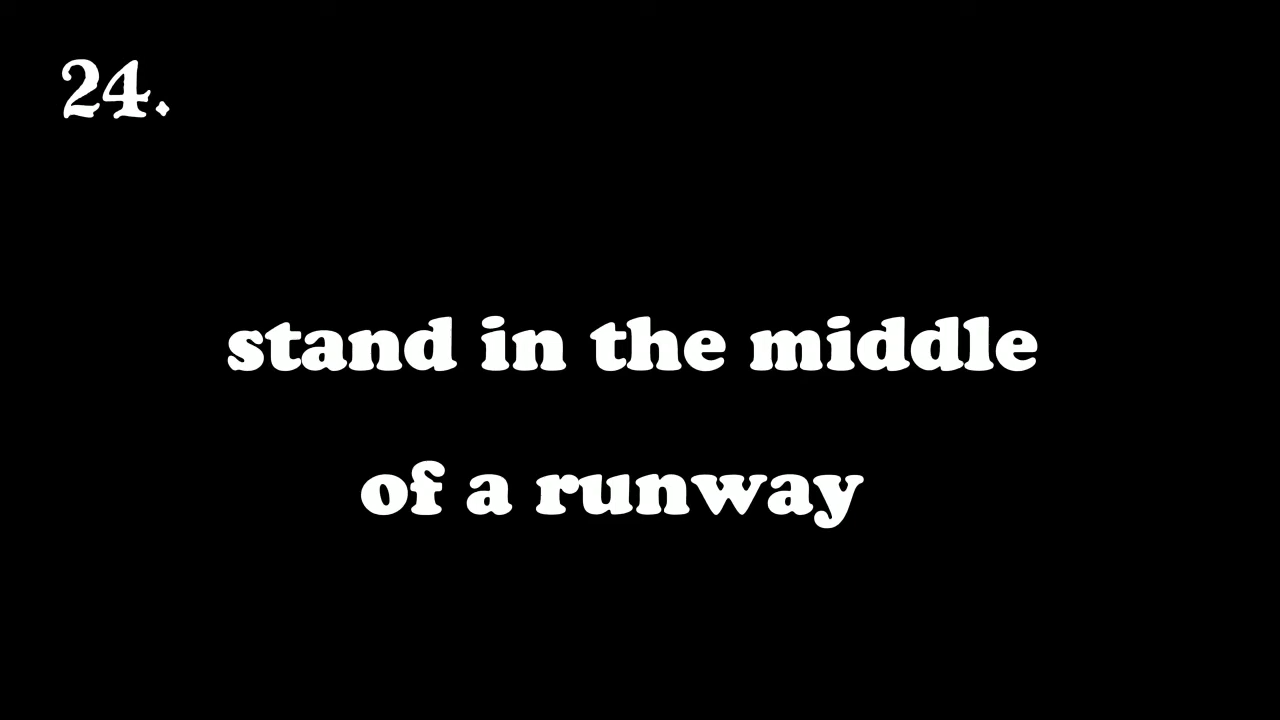 24.
stand in the middle
of a runway